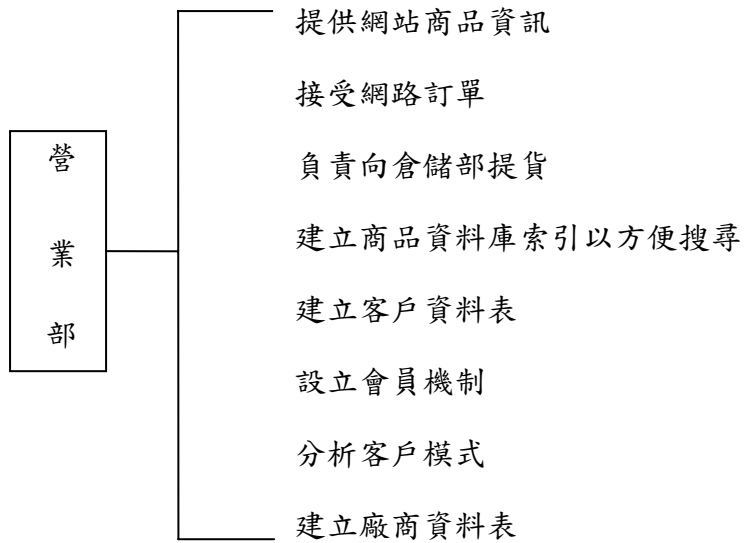 提供網站商品資訊
接受網路訂單
負責向倉儲部提貨
建立商品資料庫索引以方便搜尋
建立客戶資料表
設立會員機制
分析客戶模式
建立廠商資料表
營業部